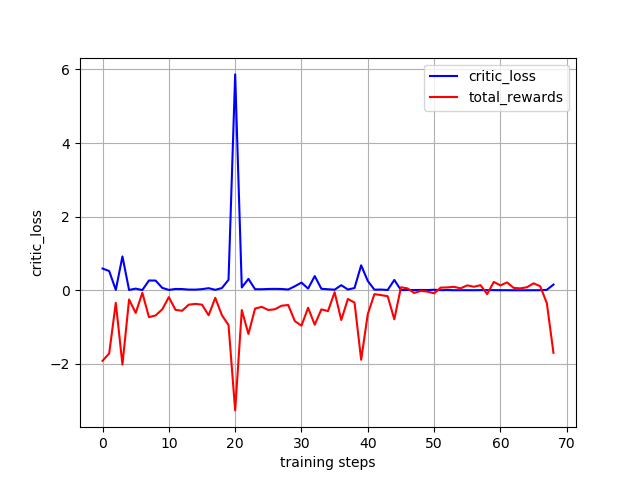 critic_loss
total_rewards
critic_loss
6
4
2
0
−2
0 10 20 30 40 50 60 70
training steps